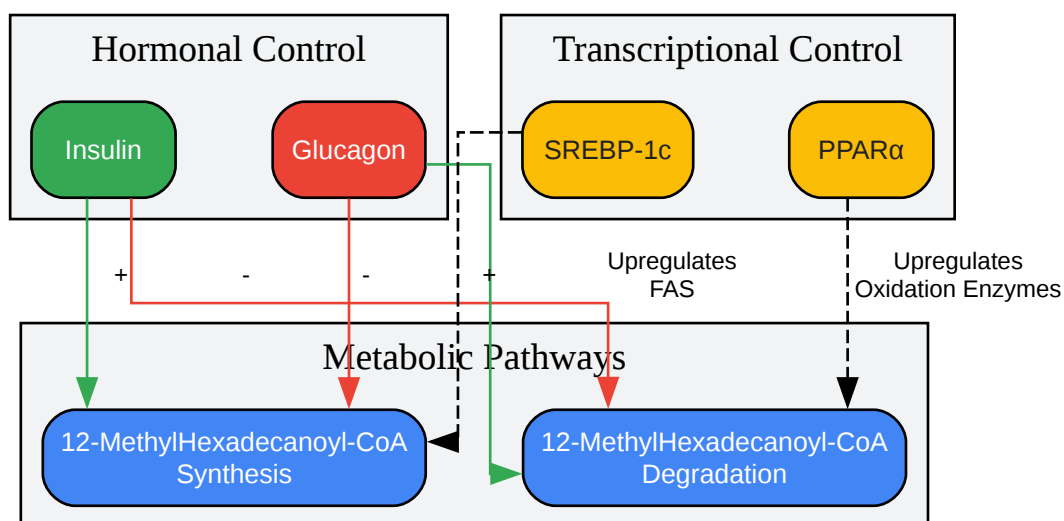 Hormonal Control
Transcriptional Control
Insulin
Glucagon
SREBP-1c
PPARα
+
-
-
+
Upregulates
FAS
Upregulates
Oxidation Enzymes
Metabolic Pathways
12-MethylHexadecanoyl-CoA
Synthesis
12-MethylHexadecanoyl-CoA
Degradation